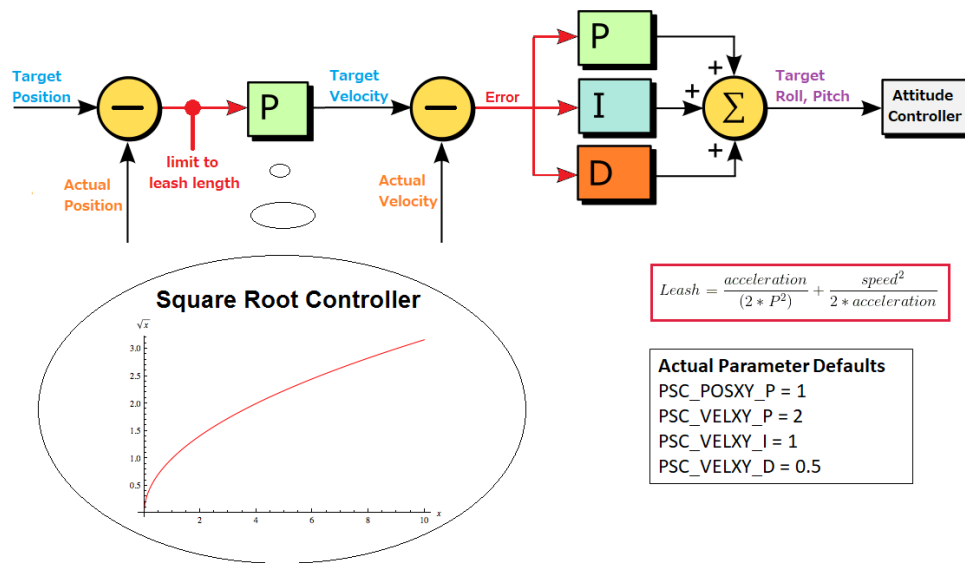 Target
Position
−
limit to
leash length
Actual
Position
P
Target
Velocity
−
Actual
Velocity
Error
P
I
D
+
+
+
Σ
Target
Roll, Pitch
Attitude
Controller
Square Root Controller
√x
3.0
2.5
2.0
1.5
1.0
0.5
2
4
6
8
10
x
Leash = acceleration / (2 * P²) + speed² / 2 * acceleration
Actual Parameter Defaults
PSC_POSXY_P = 1
PSC_VELXY_P = 2
PSC_VELXY_I = 1
PSC_VELXY_D = 0.5